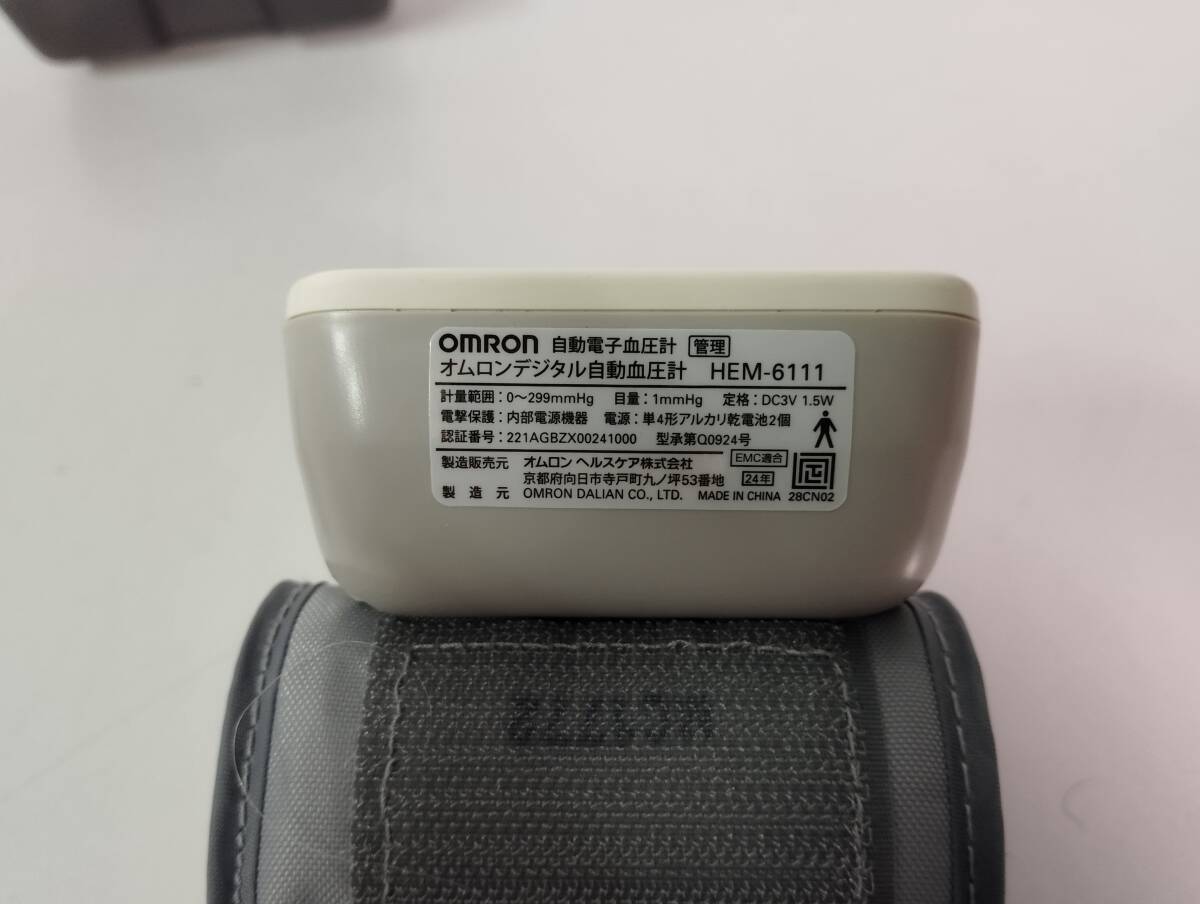 OMRON 自動電子血圧計 管理
オムロンデジタル自動血圧計 HEM-6111
計量範囲：0～299mmHg 目量：1mmHg 定格：DC3V 1.5W
電撃保護：内部電源機器 電源：単4形アルカリ乾電池2個
認証番号：221AGBZX00241000 型承第Q0924号
製造販売元 オムロン ヘルスケア株式会社 EMC適合
京都府向日市寺戸町九ノ坪53番地 24年
製造元 OMRON DALIAN CO., LTD. MADE IN CHINA 28CN02